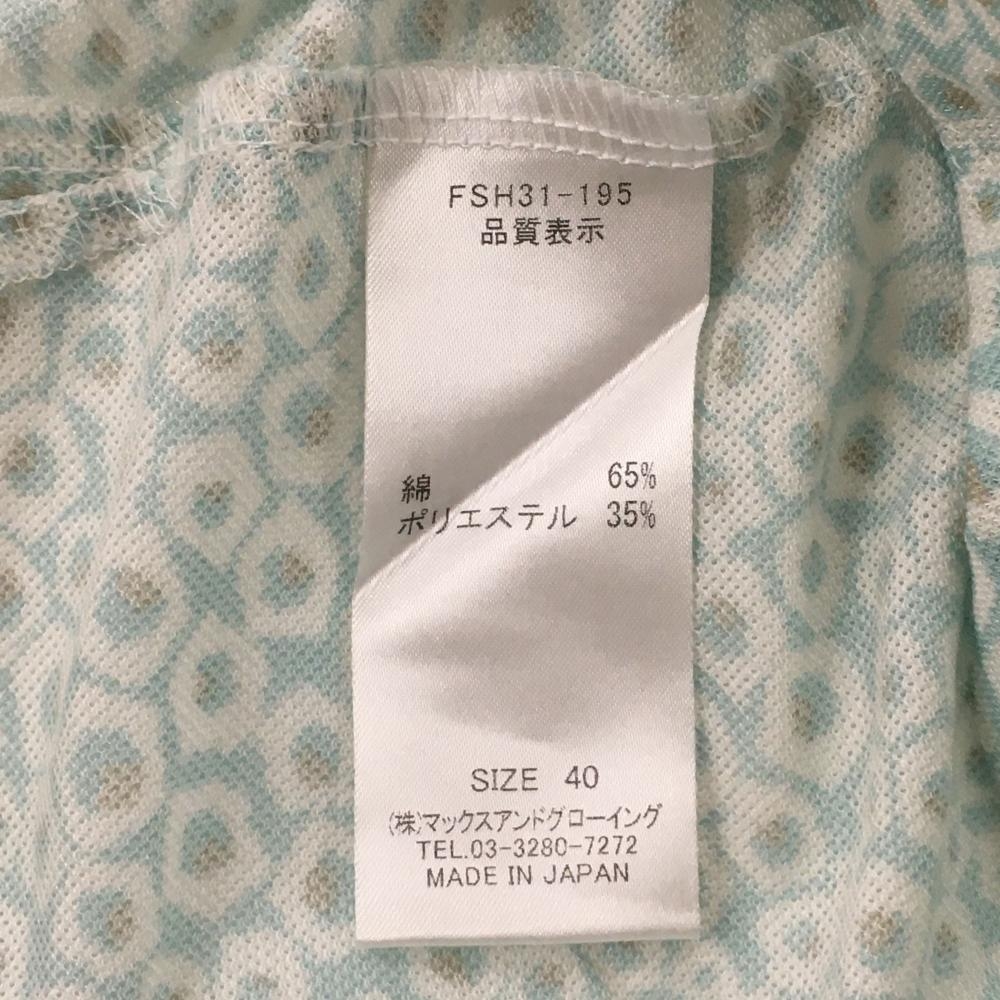 FSH31-195
品質表示
綿 65%
ポリエステル 35%
SIZE 40
(株)マックスアンドグローイング
TEL.03-3280-7272
MADE IN JAPAN